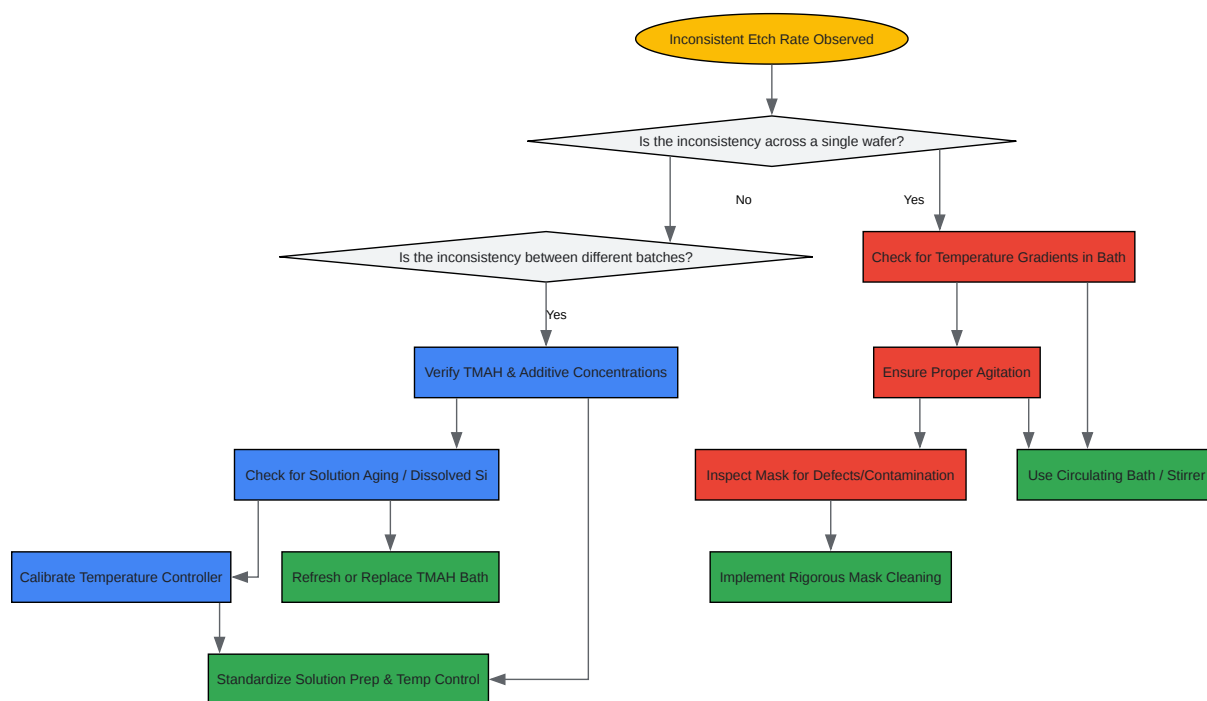 Inconsistent Etch Rate Observed
Is the inconsistency across a single wafer?
No
Yes
Is the inconsistency between different batches?
Check for Temperature Gradients in Bath
Yes
Verify TMAH & Additive Concentrations
Ensure Proper Agitation
Check for Solution Aging / Dissolved Si
Inspect Mask for Defects/Contamination
Use Circulating Bath / Stirrer
Calibrate Temperature Controller
Refresh or Replace TMAH Bath
Implement Rigorous Mask Cleaning
Standardize Solution Prep & Temp Control